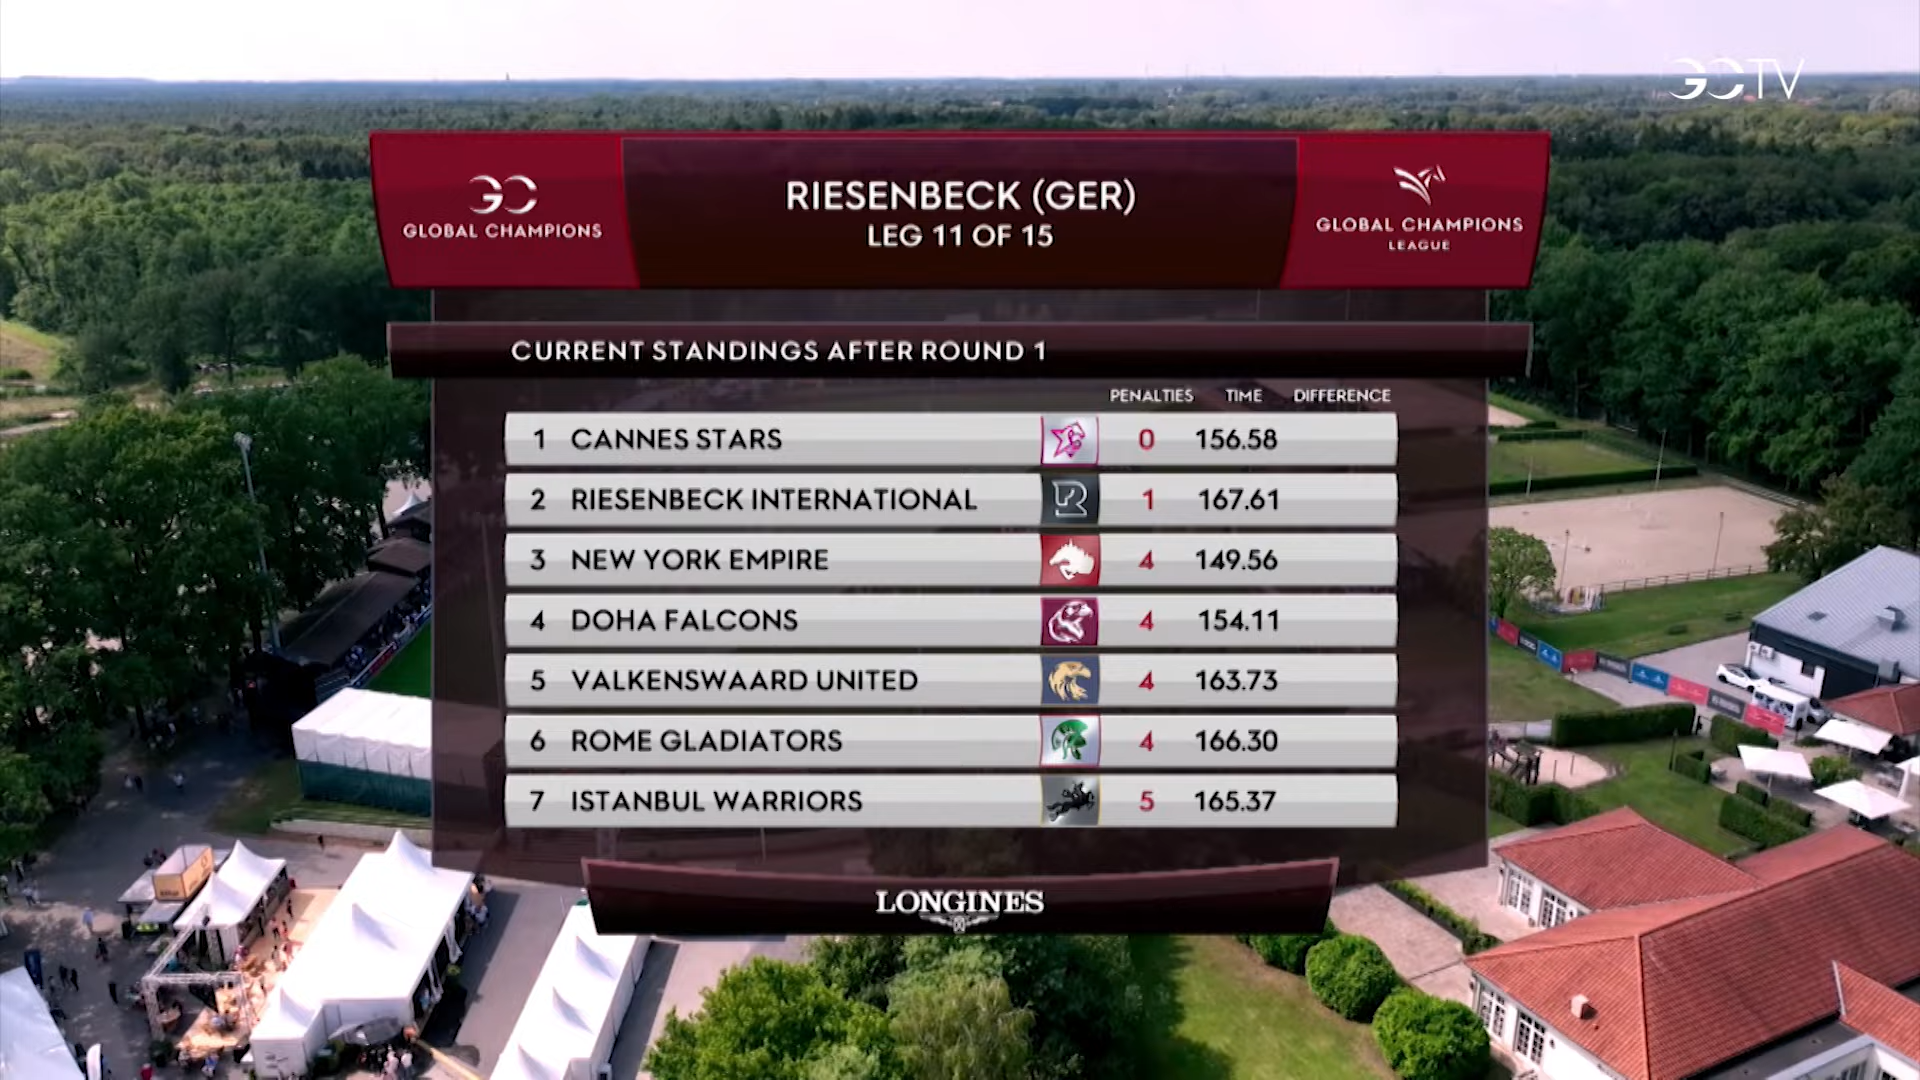 GCTV
GLOBAL CHAMPIONS
RIESENBECK (GER)
LEG 11 OF 15
GLOBAL CHAMPIONS
LEAGUE
CURRENT STANDINGS AFTER ROUND 1
PENALTIES TIME DIFFERENCE
1 CANNES STARS 0 156.58
2 RIESENBECK INTERNATIONAL 1 167.61
3 NEW YORK EMPIRE 4 149.56
4 DOHA FALCONS 4 154.11
5 VALKENSWAARD UNITED 4 163.73
6 ROME GLADIATORS 4 166.30
7 ISTANBUL WARRIORS 5 165.37
LONGINES